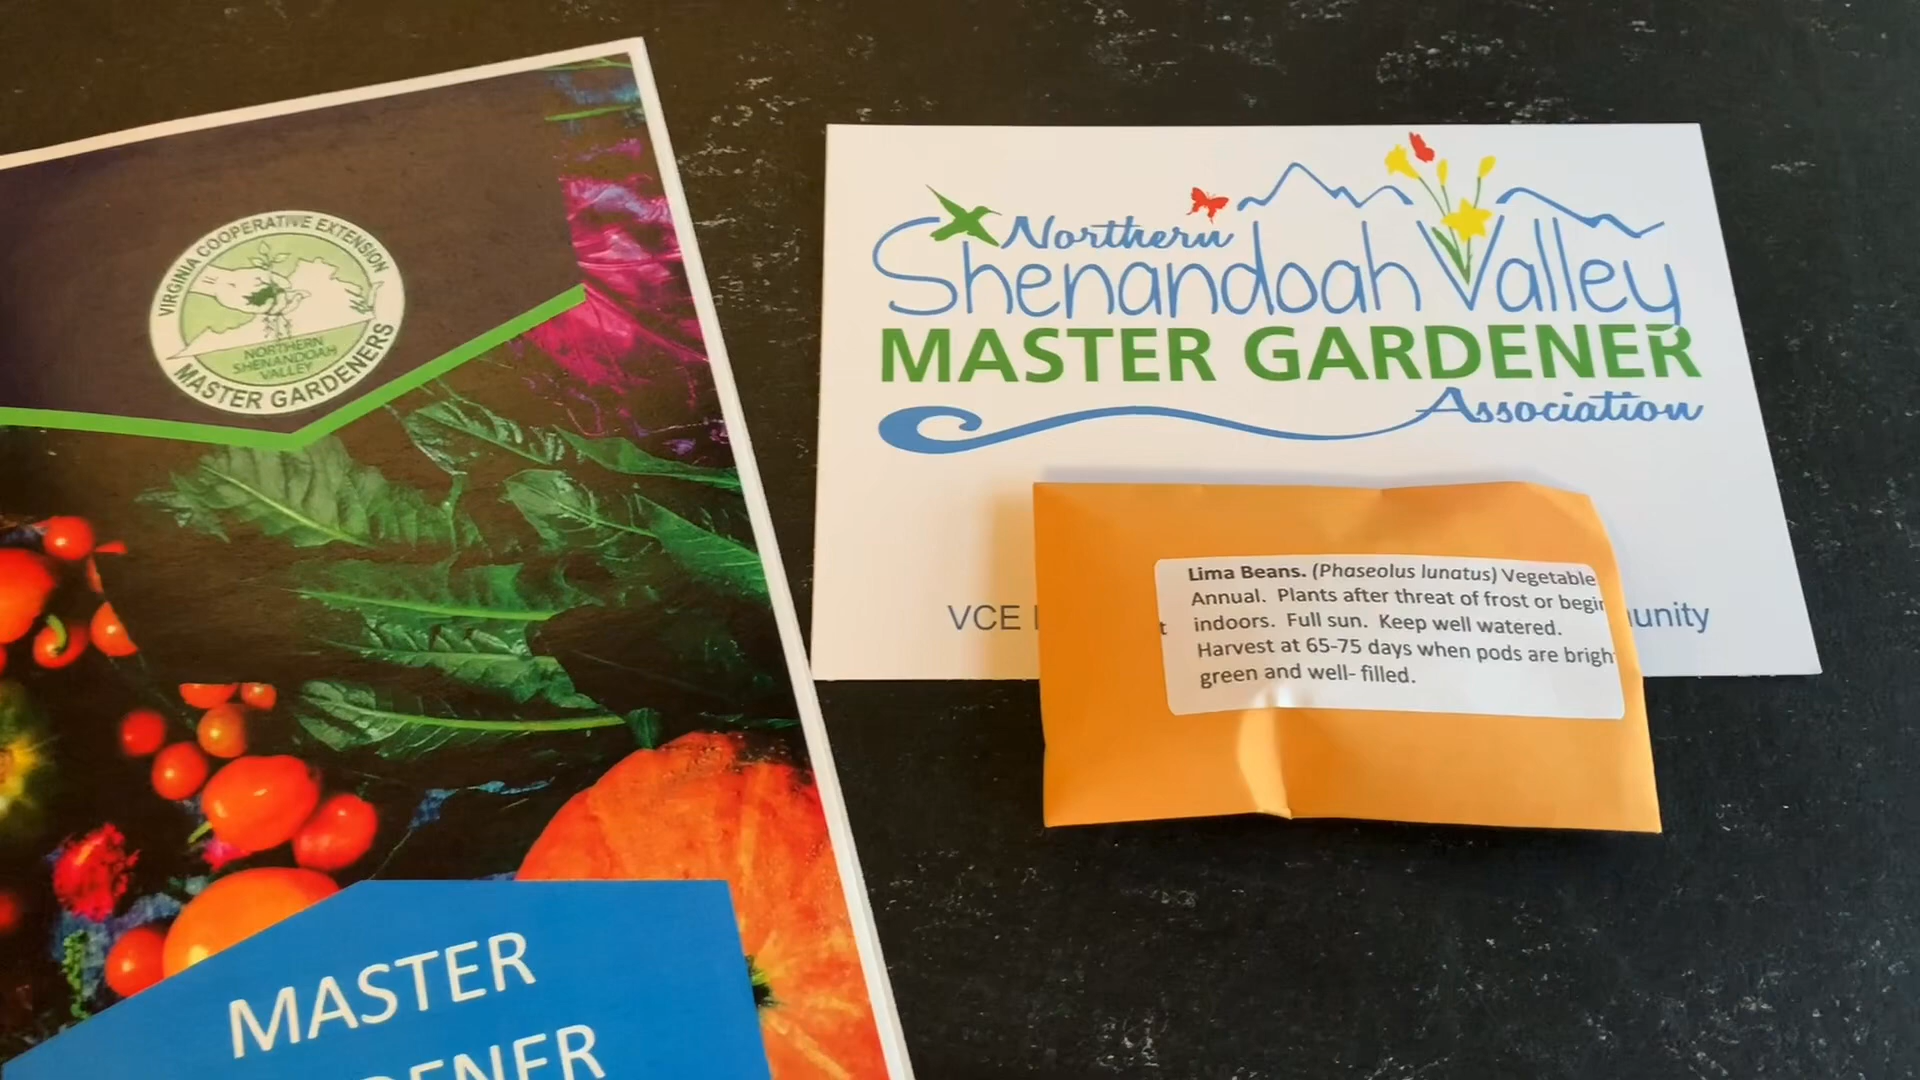 VIRGINIA COOPERATIVE EXTENSION
NORTHERN
SHENANDOAH
VALLEY
MASTER GARDENERS
MASTER
Northern
Shenandoah Valley
MASTER GARDENER
Association
VCE
Lima Beans. (Phaseolus lunatus) Vegetable
Annual. Plants after threat of frost or begin
indoors. Full sun. Keep well watered.
Harvest at 65-75 days when pods are brigh
green and well- filled.